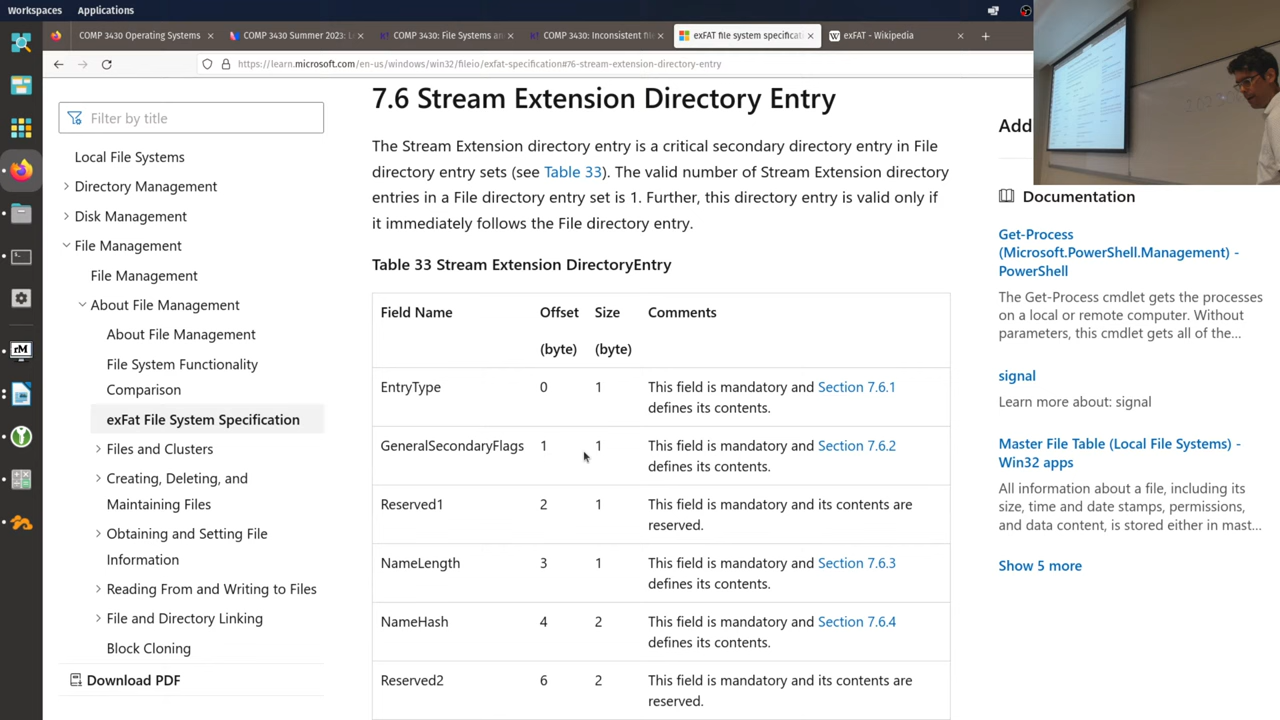 Workspaces Applications
COMP 3430 Operating Systems
COMP 3430 Summer 2023: L
COMP 3430: File Systems an
COMP 3430: Inconsistent file
exFAT file system specificati
exFAT - Wikipedia
https://learn.microsoft.com/en-us/windows/win32/fileio/exfat-specification#76-stream-extension-directory-entry
Filter by title
Local File Systems
Directory Management
Disk Management
File Management
File Management
About File Management
About File Management
File System Functionality
Comparison
exFat File System Specification
Files and Clusters
Creating, Deleting, and
Maintaining Files
Obtaining and Setting File
Information
Reading From and Writing to Files
File and Directory Linking
Block Cloning
Download PDF
7.6 Stream Extension Directory Entry
The Stream Extension directory entry is a critical secondary directory entry in File
directory entry sets (see Table 33). The valid number of Stream Extension directory
entries in a File directory entry set is 1. Further, this directory entry is valid only if
it immediately follows the File directory entry.
Table 33 Stream Extension DirectoryEntry
Field Name Offset Size Comments
(byte) (byte)
EntryType 0 1 This field is mandatory and Section 7.6.1
defines its contents.
GeneralSecondaryFlags 1 1 This field is mandatory and Section 7.6.2
defines its contents.
Reserved1 2 1 This field is mandatory and its contents are
reserved.
NameLength 3 1 This field is mandatory and Section 7.6.3
defines its contents.
NameHash 4 2 This field is mandatory and Section 7.6.4
defines its contents.
Reserved2 6 2 This field is mandatory and its contents are
reserved.
Add
Documentation
Get-Process
(Microsoft.PowerShell.Management) -
PowerShell
The Get-Process cmdlet gets the processes
on a local or remote computer. Without
parameters, this cmdlet gets all of the...
signal
Learn more about: signal
Master File Table (Local File Systems) -
Win32 apps
All information about a file, including its
size, time and date stamps, permissions,
and data content, is stored either in mast...
Show 5 more